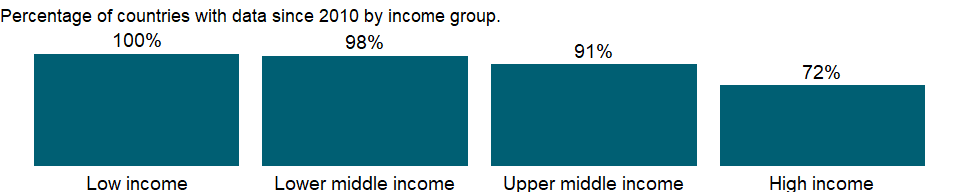 Percentage of countries with data since 2010 by income group.
100%
98%
91%
72%
Low income
Lower middle income
Upper middle income
High income